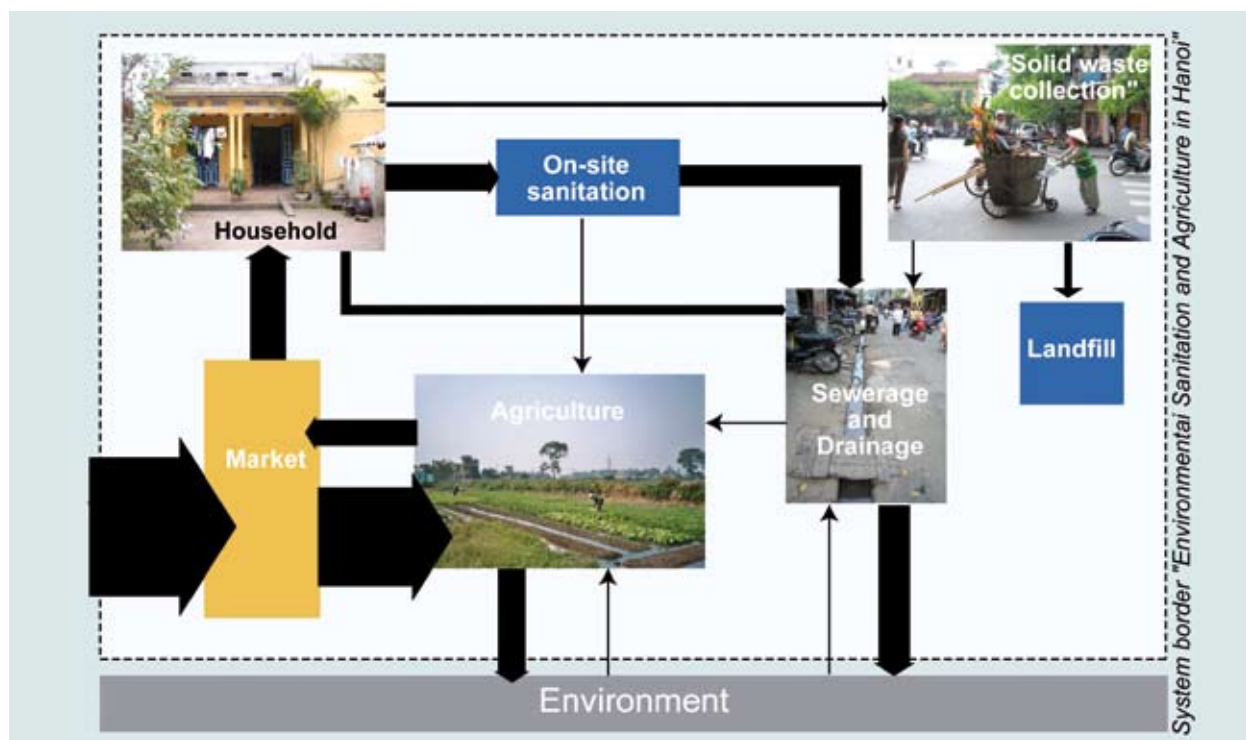 "Solid waste
collection"
On-site
sanitation
Household
Landfill
Agriculture
Sewerage
and
Drainage
Market
Environment
System border "Environmental Sanitation and Agriculture in Hanoi"